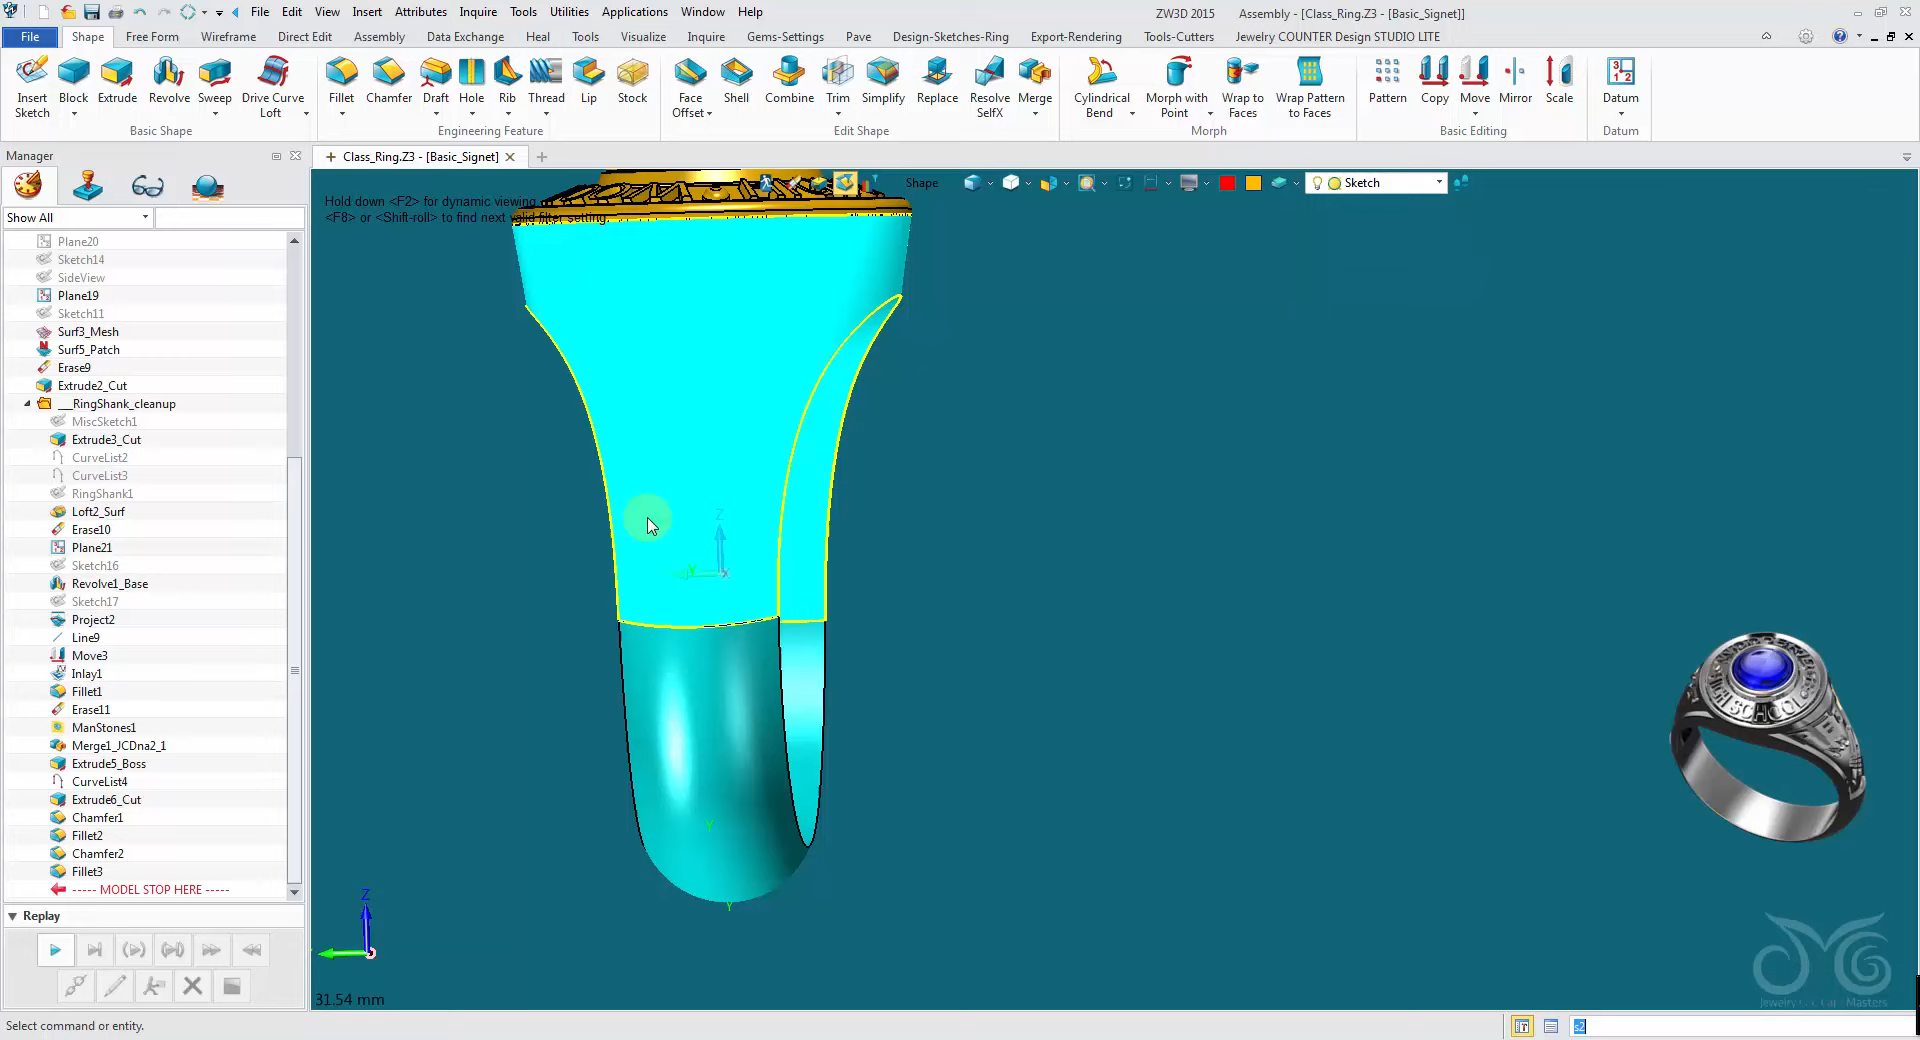 File Edit View Insert Attributes Inquire Tools Utilities Applications Window Help
ZW3D 2015 Assembly - [Class_Ring.Z3 - [Basic_Signet]]
File Shape Free Form Wireframe Direct Edit Assembly Data Exchange Heal Tools Visualize Inquire Gems-Settings Pave Design-Sketches-Ring Export-Rendering Tools-Cutters Jewelry COUNTER Design STUDIO LITE
Insert Sketch Block Extrude Revolve Sweep Drive Curve Loft
Fillet Chamfer Draft Hole Rib Thread Lip Stock
Face Offset Shell Combine Trim Simplify Replace Resolve SelfX Merge
Cylindrical Bend Morph with Point Wrap to Faces Wrap Pattern to Faces
Pattern Copy Move Mirror Scale Datum
Basic Shape Engineering Feature Edit Shape Morph Basic Editing Datum
Manager
Class_Ring.Z3 - [Basic_Signet]
Shape
Sketch
Hold down <F2> for dynamic viewing
<F8> or <Shift-roll> to find next valid filter setting.
Show All
Plane20
Sketch14
SideView
Plane19
Sketch11
Surf3_Mesh
Surf5_Patch
Erase9
Extrude2_Cut
__RingShank_cleanup
MiscSketch1
Extrude3_Cut
CurveList2
CurveList3
RingShank1
Loft2_Surf
Erase10
Plane21
Sketch16
Revolve1_Base
Sketch17
Project2
Line9
Move3
Inlay1
Fillet1
Erase11
ManStones1
Merge1_JCDna2_1
Extrude5_Boss
CurveList4
Extrude6_Cut
Chamfer1
Fillet2
Chamfer2
Fillet3
----- MODEL STOP HERE -----
Replay
Z
Y
X
Y
Y
Z
31.54 mm
SCHOOL
Masters
Select command or entity.
s2